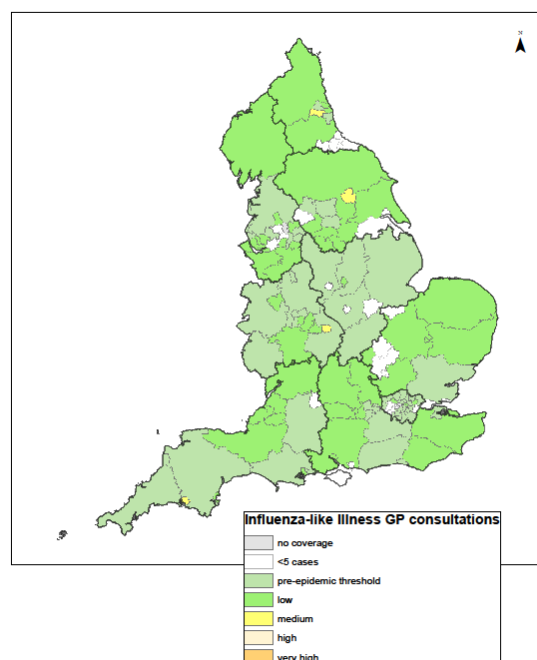 N
Influenza-like Illness GP consultations
no coverage
<5 cases
pre-epidemic threshold
low
medium
high
very high